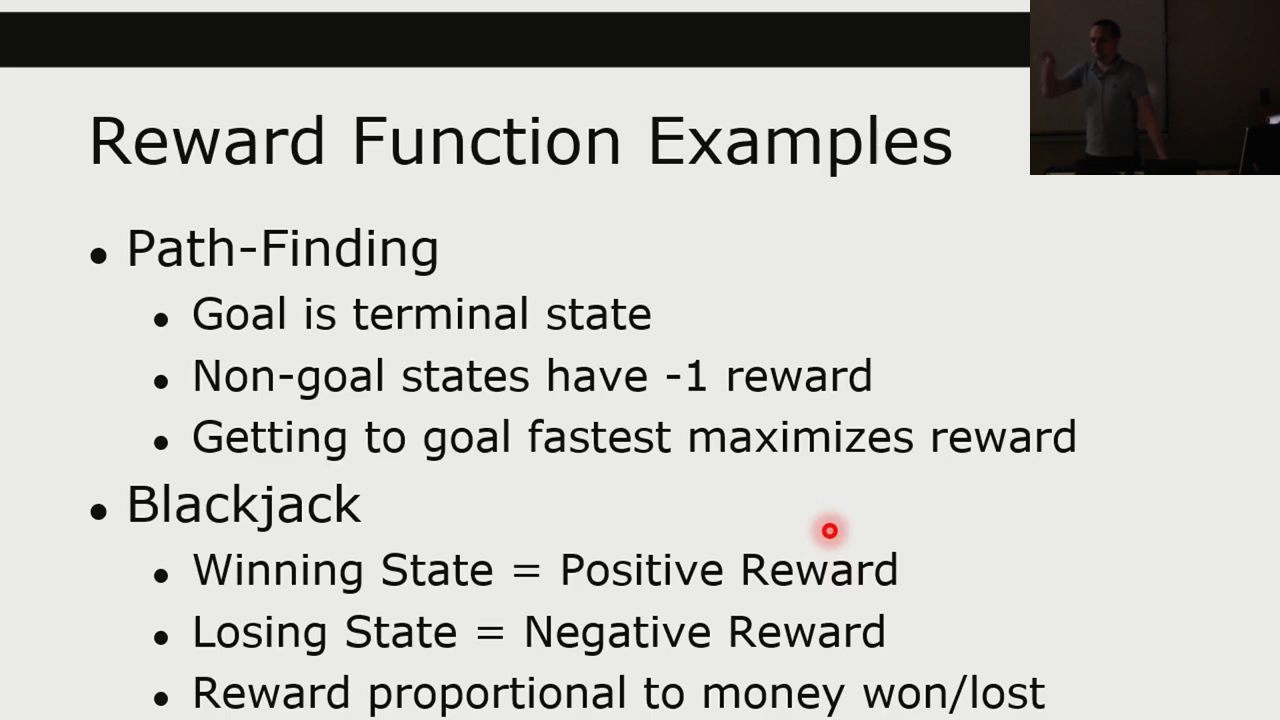 Reward Function Examples
• Path-Finding
• Goal is terminal state
• Non-goal states have -1 reward
• Getting to goal fastest maximizes reward
• Blackjack
• Winning State = Positive Reward
• Losing State = Negative Reward
• Reward proportional to money won/lost